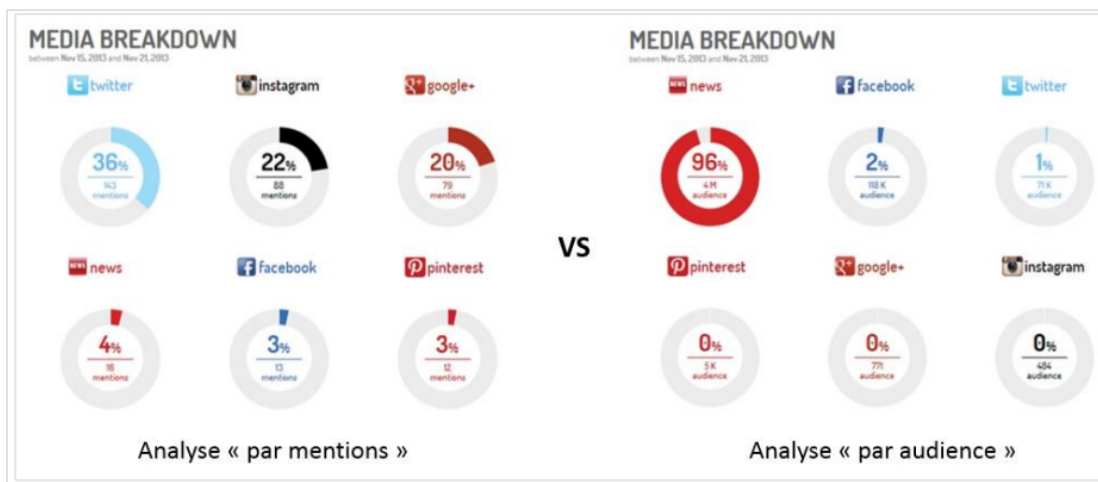 MEDIA BREAKDOWN
between Nov 15, 2013 and Nov 21, 2013
twitter
instagram
google+
36%
143
mentions
22%
88
mentions
20%
79
mentions
news
facebook
pinterest
4%
16
mentions
3%
13
mentions
3%
12
mentions
Analyse « par mentions »
VS
MEDIA BREAKDOWN
between Nov 15, 2013 and Nov 21, 2013
NEWS
news
facebook
twitter
96%
4 M
audience
2%
118 K
audience
1%
71 K
audience
pinterest
google+
instagram
0%
5 K
audience
0%
771
audience
0%
484
audience
Analyse « par audience »